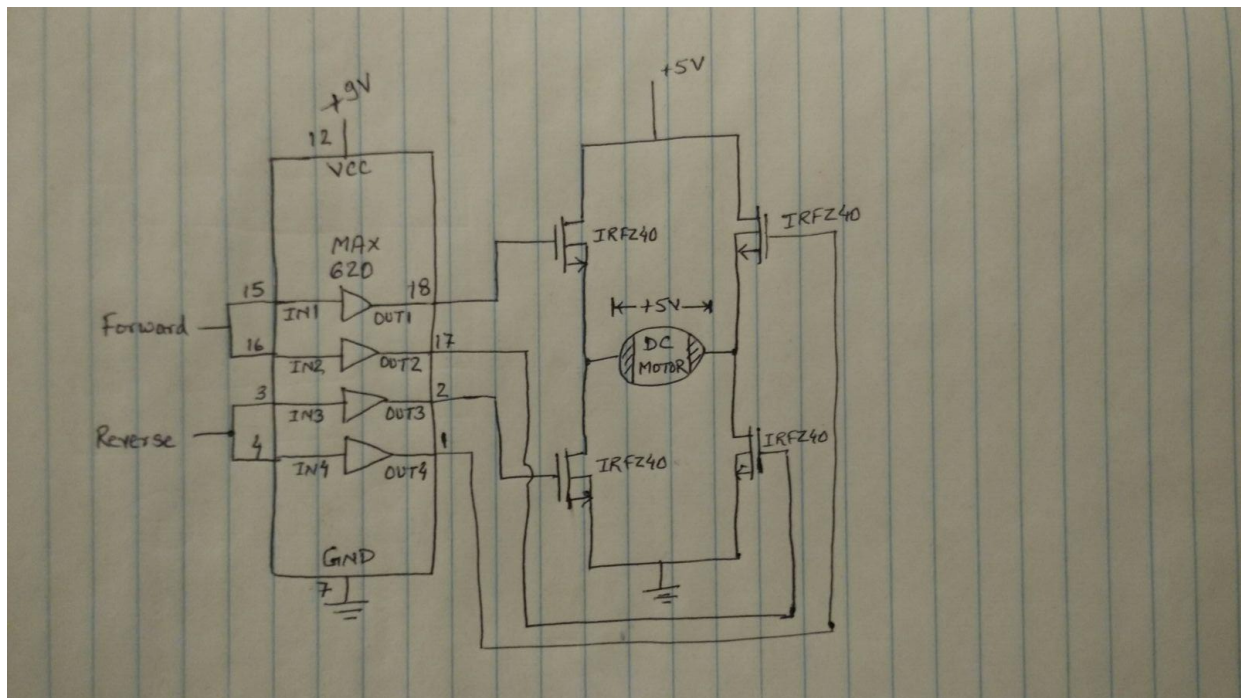 +9V
12
VCC
MAX
620
15
IN1
OUT1
18
Forward
16
IN2
OUT2
17
3
IN3
OUT3
2
Reverse
4
IN4
OUT4
1
GND
7
+5V
IRFZ40
IRFZ40
+5V
DC
MOTOR
IRFZ40
IRFZ40